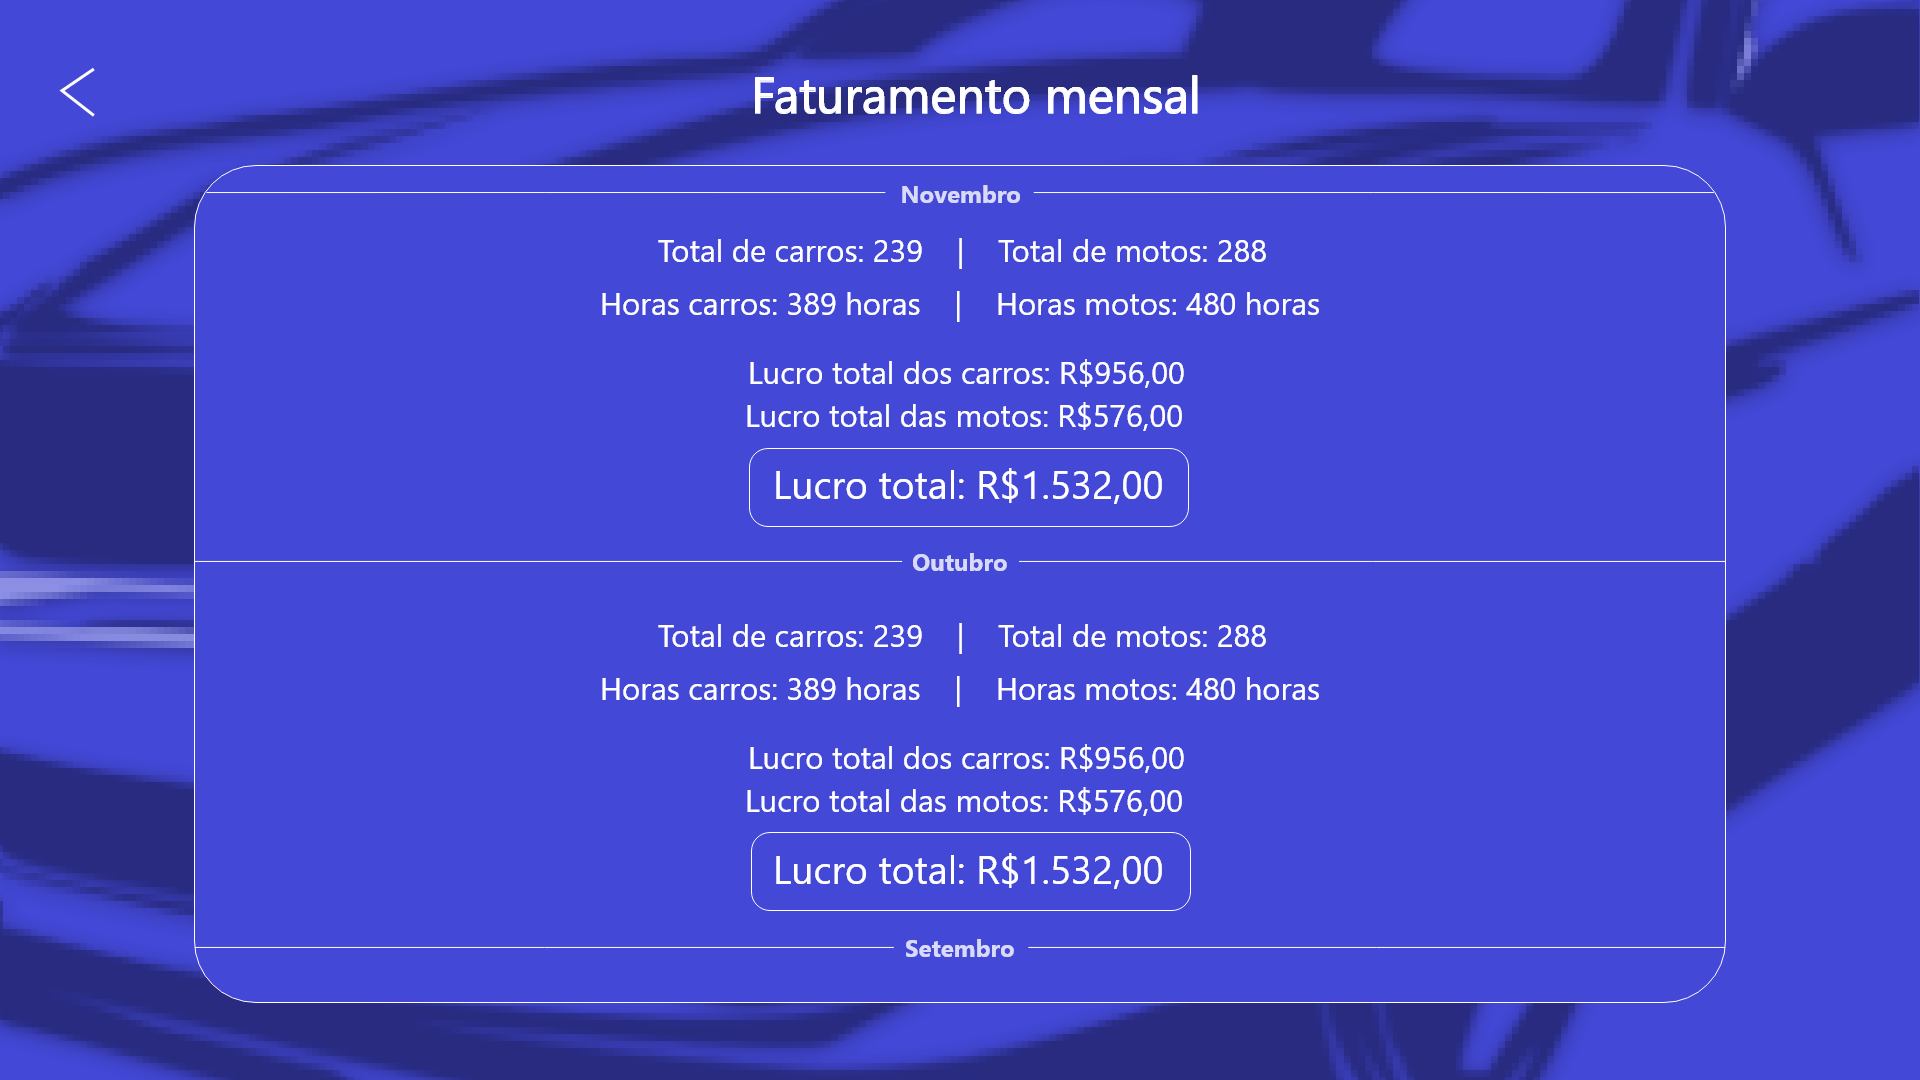 Faturamento mensal
Novembro
Total de carros: 239 | Total de motos: 288
Horas carros: 389 horas | Horas motos: 480 horas
Lucro total dos carros: R$956,00
Lucro total das motos: R$576,00
Lucro total: R$1.532,00
Outubro
Total de carros: 239 | Total de motos: 288
Horas carros: 389 horas | Horas motos: 480 horas
Lucro total dos carros: R$956,00
Lucro total das motos: R$576,00
Lucro total: R$1.532,00
Setembro